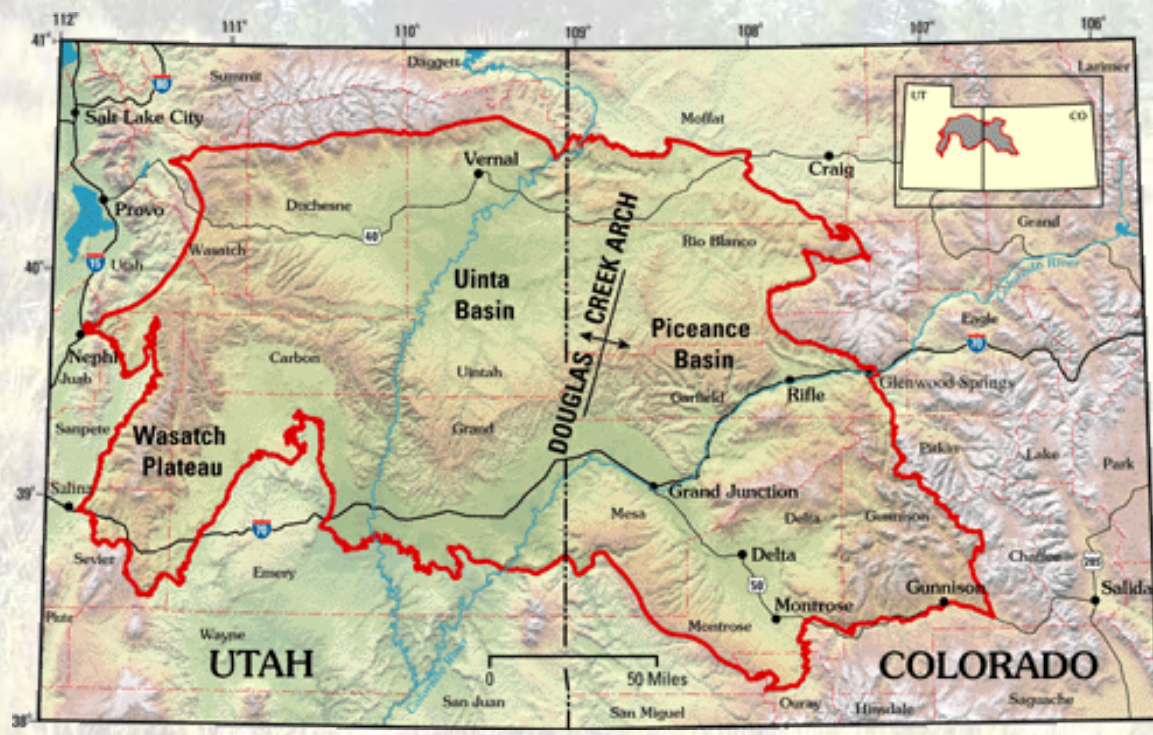 112°
111°
110°
109°
108°
107°
106°
41°
Daggett
Summit
80
Larimer
UT
CO
Salt Lake City
Moffat
Craig
Vernal
Provo
Duchesne
40
Grand
Wasatch
Rio Blanco
15
Utah
40°
Uinta
Basin
DOUGLAS CREEK ARCH
Piceance
Basin
Eagle
70
Nephi
Juab
Carbon
Uintah
Garfield
Rifle
Glenwood Springs
Sanpete
Wasatch
Plateau
Grand
Pitkin
Lake
Park
Salina
39°
Grand Junction
70
Mesa
Delta
Gunnison
Sevier
Emery
Delta
Chaffee
285
50
Gunnison
Salida
Montrose
Piute
Wayne
Montrose
UTAH
COLORADO
0
50 Miles
San Juan
San Miguel
Ouray
Hinsdale
Saguache
38°